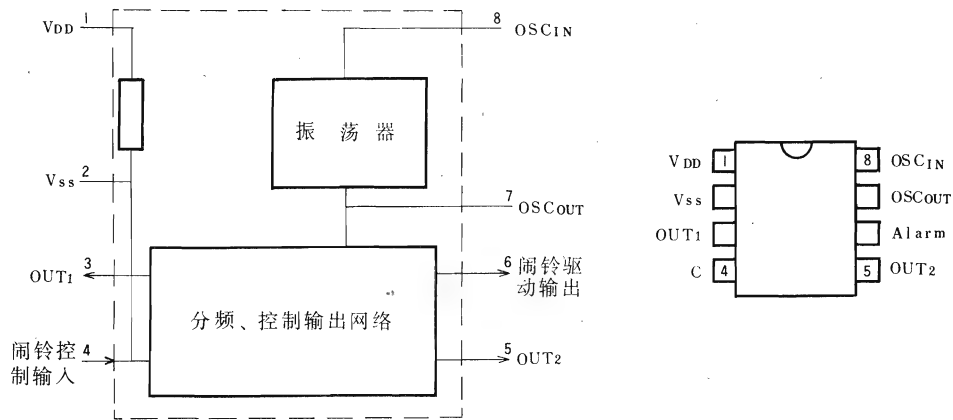 VDD 1
8 OSCIN
振荡器
Vss 2
7 OSCOUT
OUT1 3
6 闹铃驱
动输出
分频、控制输出网络
闹铃控 4
制输入
5 OUT2
VDD 1
8 OSCIN
Vss
OSCOUT
OUT1
Alarm
C 4
5 OUT2